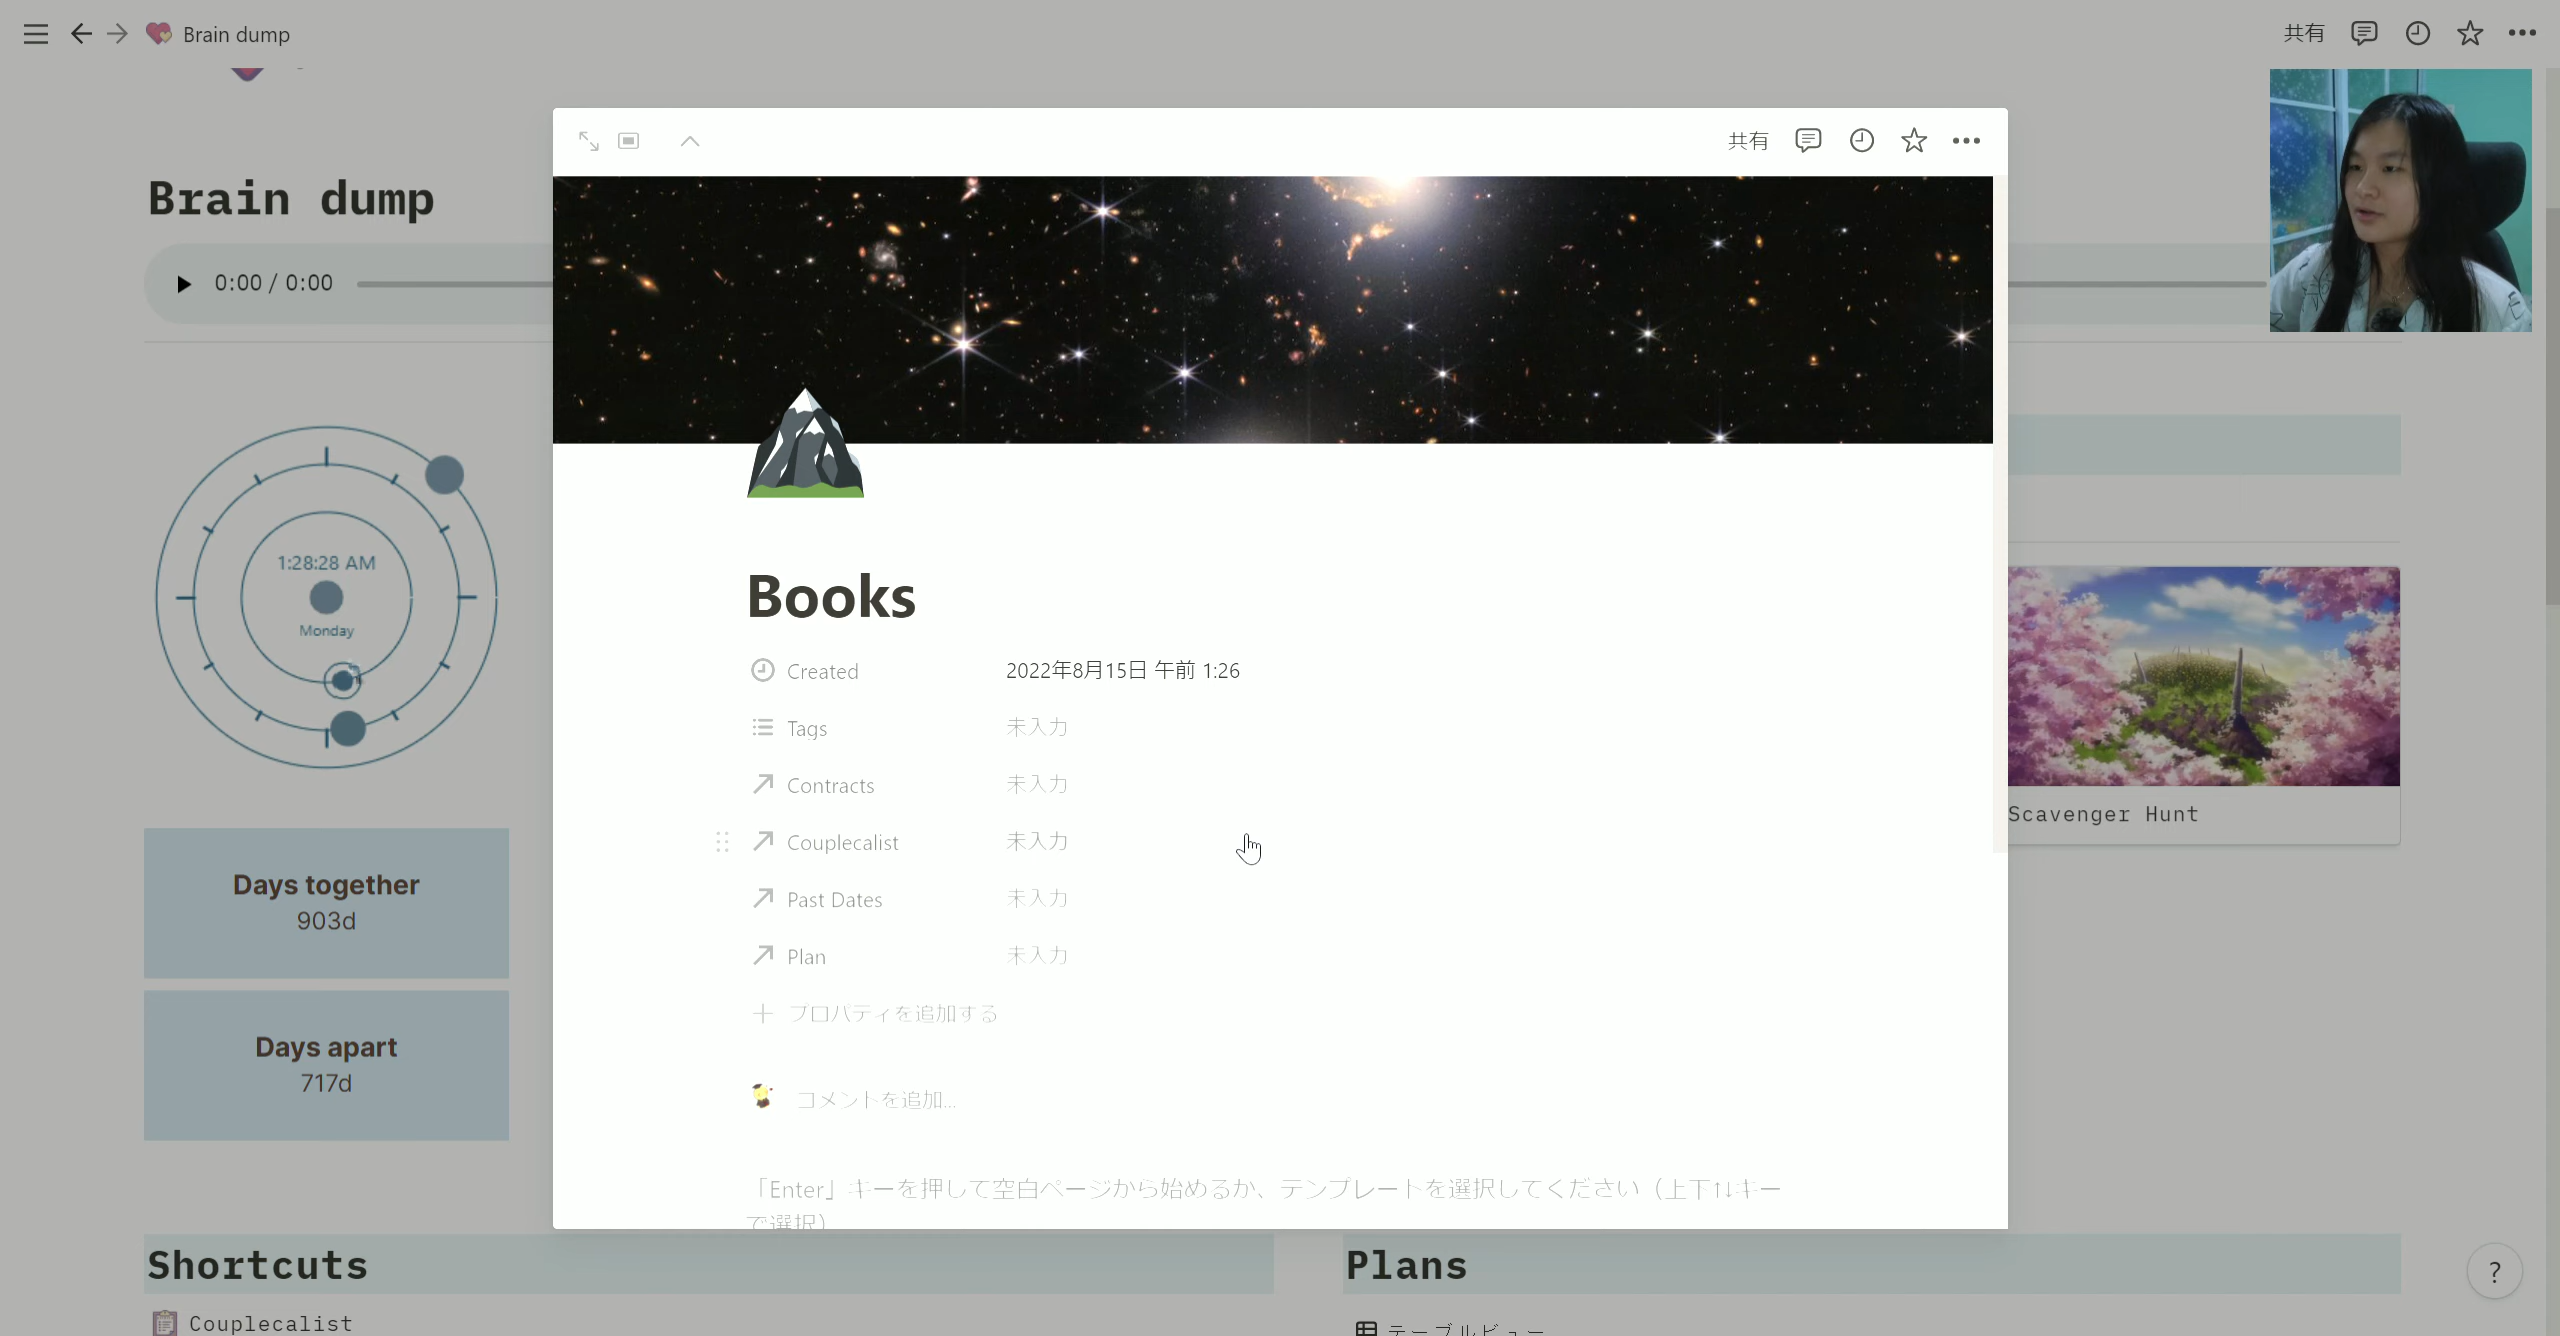 Brain dump
共有
共有
Brain dump
0:00 / 0:00
1:28:28 AM
Monday
Books
Created 2022年8月15日 午前 1:26
Tags 未入力
Contracts 未入力
Couplecalist 未入力
Past Dates 未入力
Plan 未入力
プロパティを追加する
コメントを追加...
「Enter」キーを押して空白ページから始めるか、テンプレートを選択してください（上下↑↓キー
で選択）
Scavenger Hunt
Days together
903d
Days apart
717d
Shortcuts
Couplecalist
Plans
テーブルビュー
?